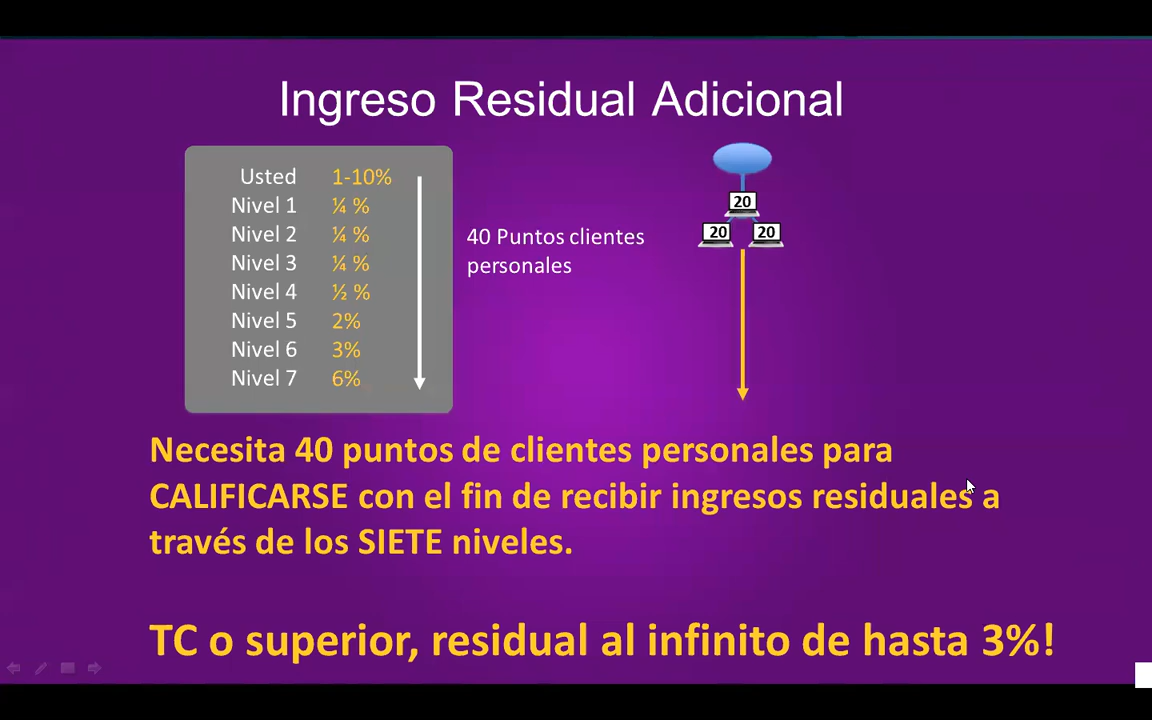 Ingreso Residual Adicional
Usted 1-10%
Nivel 1 ¼ %
Nivel 2 ¼ %
Nivel 3 ¼ %
Nivel 4 ½ %
Nivel 5 2%
Nivel 6 3%
Nivel 7 6%
40 Puntos clientes
personales
20
20 20
Necesita 40 puntos de clientes personales para
CALIFICARSE con el fin de recibir ingresos residuales a
través de los SIETE niveles.
TC o superior, residual al infinito de hasta 3%!